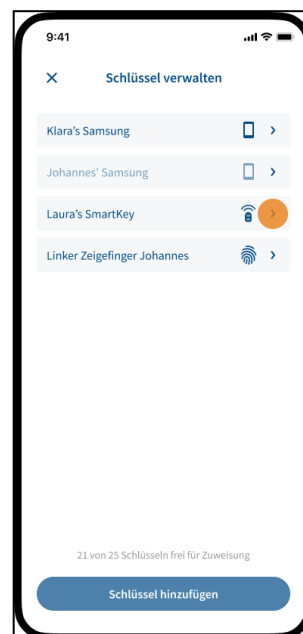 9:41
Schlüssel verwalten
Klara's Samsung
Johannes' Samsung
Laura's SmartKey
Linker Zeigefinger Johannes
21 von 25 Schlüsseln frei für Zuweisung
Schlüssel hinzufügen